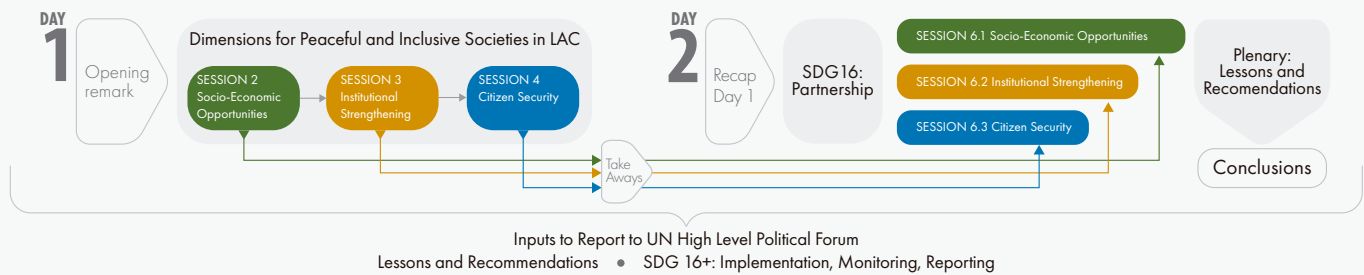 DAY
1
Opening
remark
Dimensions for Peaceful and Inclusive Societies in LAC
SESSION 2
Socio-Economic
Opportunities
SESSION 3
Institutional
Strengthening
SESSION 4
Citizen Security
Take
Aways
DAY
2
Recap
Day 1
SDG16:
Partnership
SESSION 6.1 Socio-Economic Opportunities
SESSION 6.2 Institutional Strengthening
SESSION 6.3 Citizen Security
Plenary:
Lessons and
Recomendations
Conclusions
Inputs to Report to UN High Level Political Forum
Lessons and Recommendations • SDG 16+: Implementation, Monitoring, Reporting